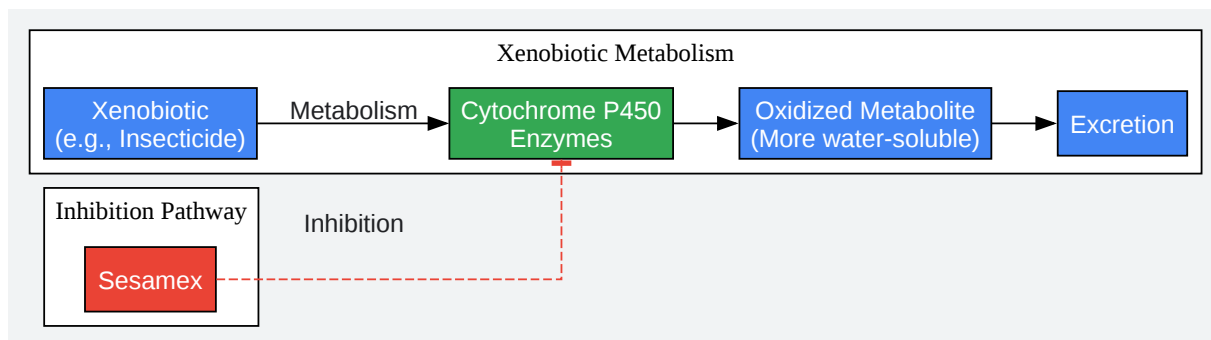 Xenobiotic Metabolism
Xenobiotic
(e.g., Insecticide)
Metabolism
Cytochrome P450
Enzymes
Oxidized Metabolite
(More water-soluble)
Excretion
Inhibition Pathway
Sesamex
Inhibition